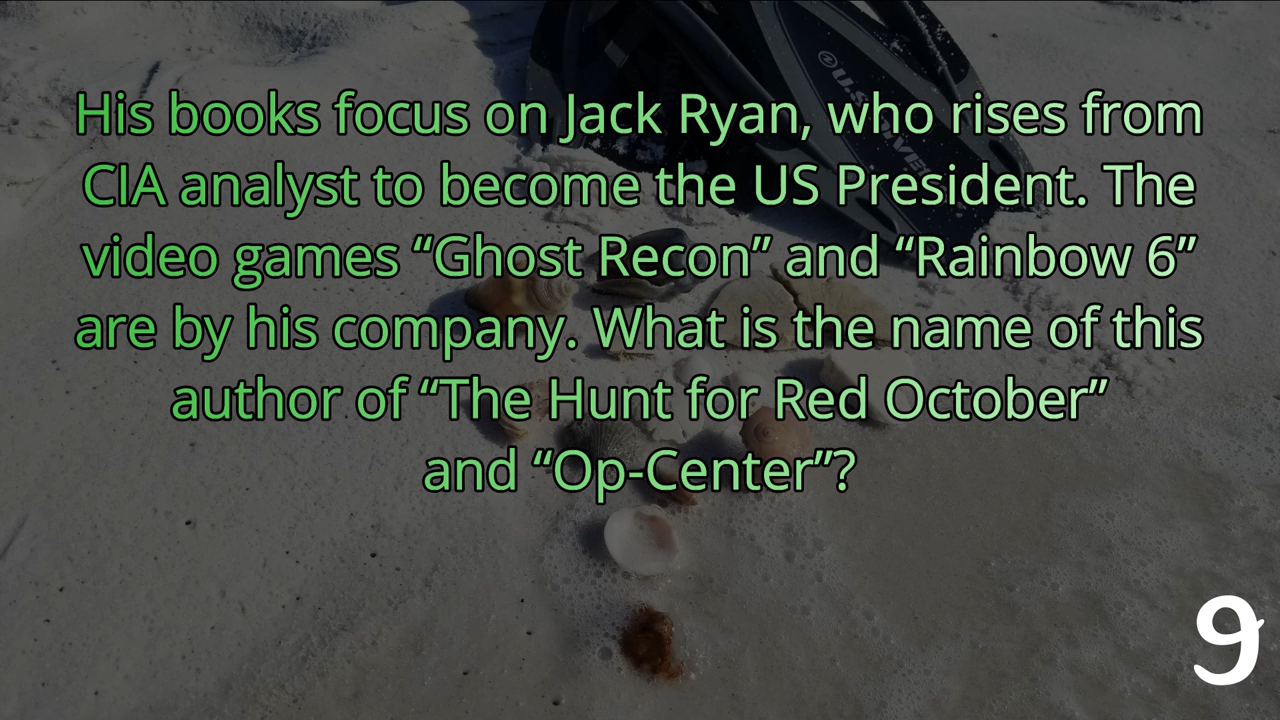 His books focus on Jack Ryan, who rises from
CIA analyst to become the US President. The
video games “Ghost Recon” and “Rainbow 6”
are by his company. What is the name of this
author of “The Hunt for Red October”
and “Op-Center”?
9